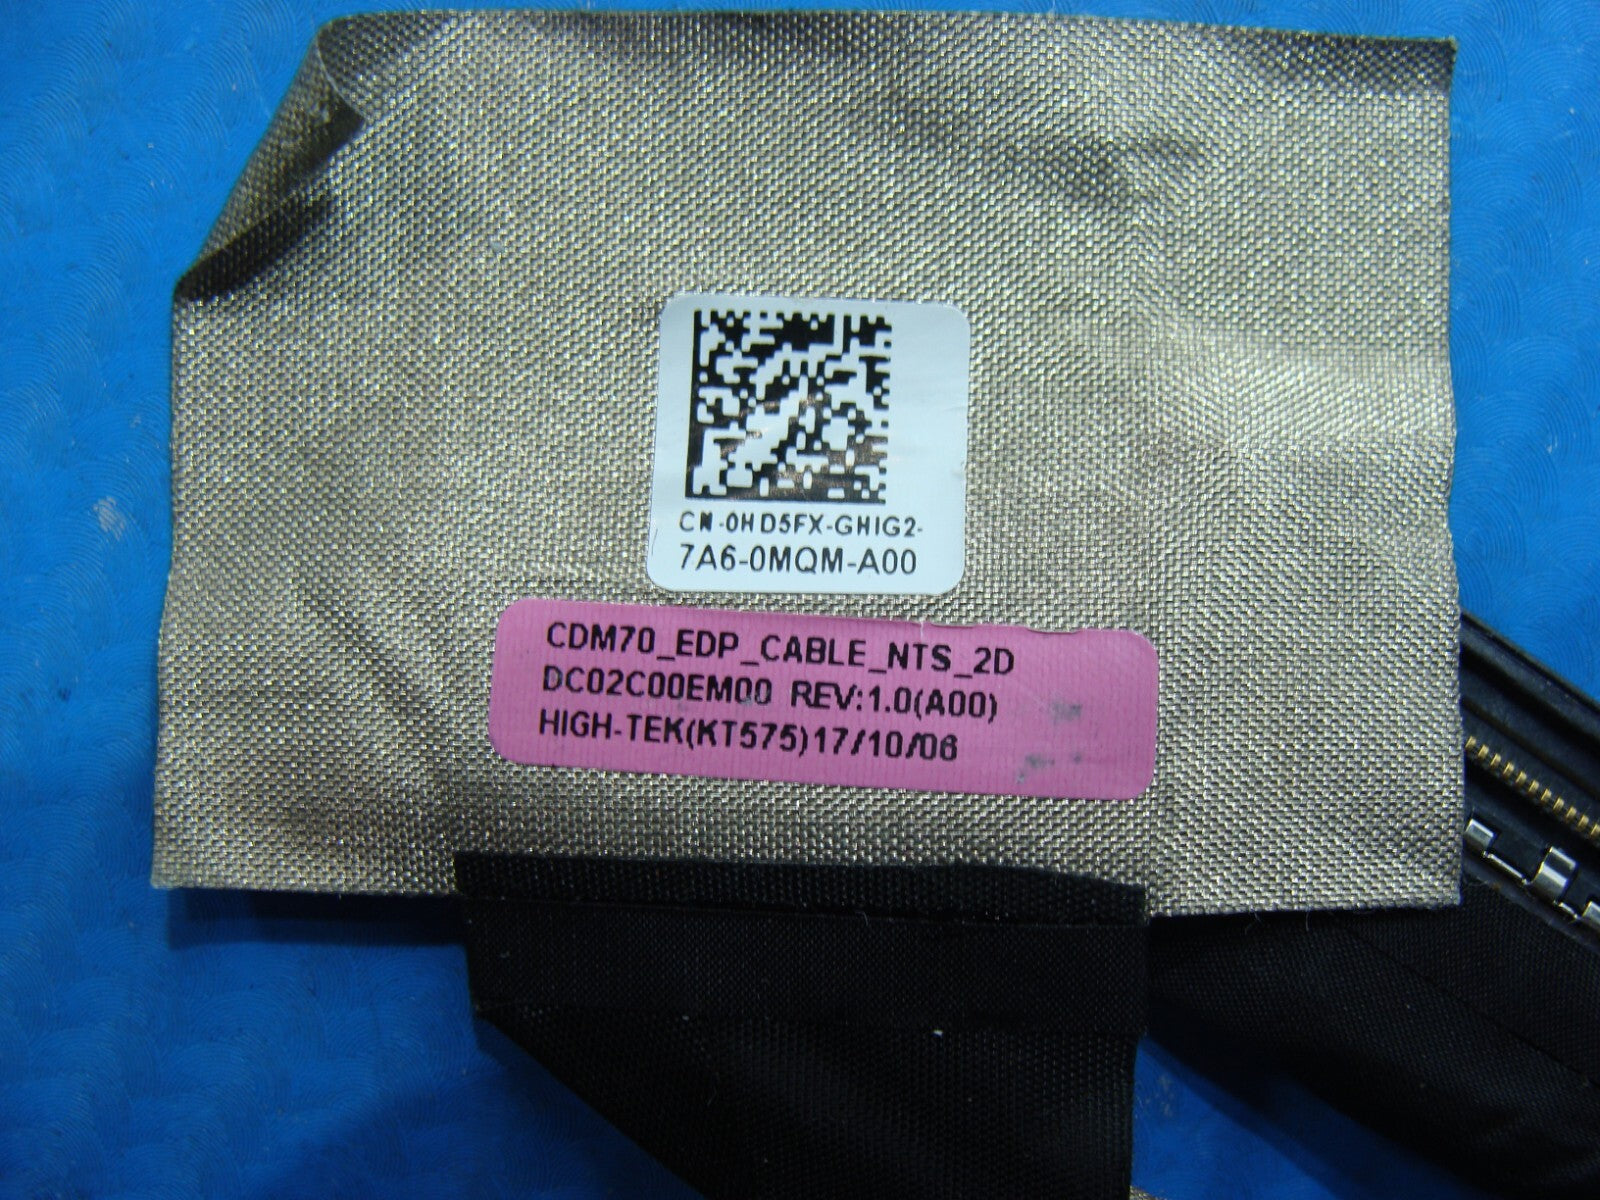 CN-0HD5FX-GHIG2-
7A6-0MQM-A00
CDM70_EDP_CABLE_NTS_2D
DC02C00EM00 REV:1.0(A00)
HIGH-TEK(KT575)17/10/06